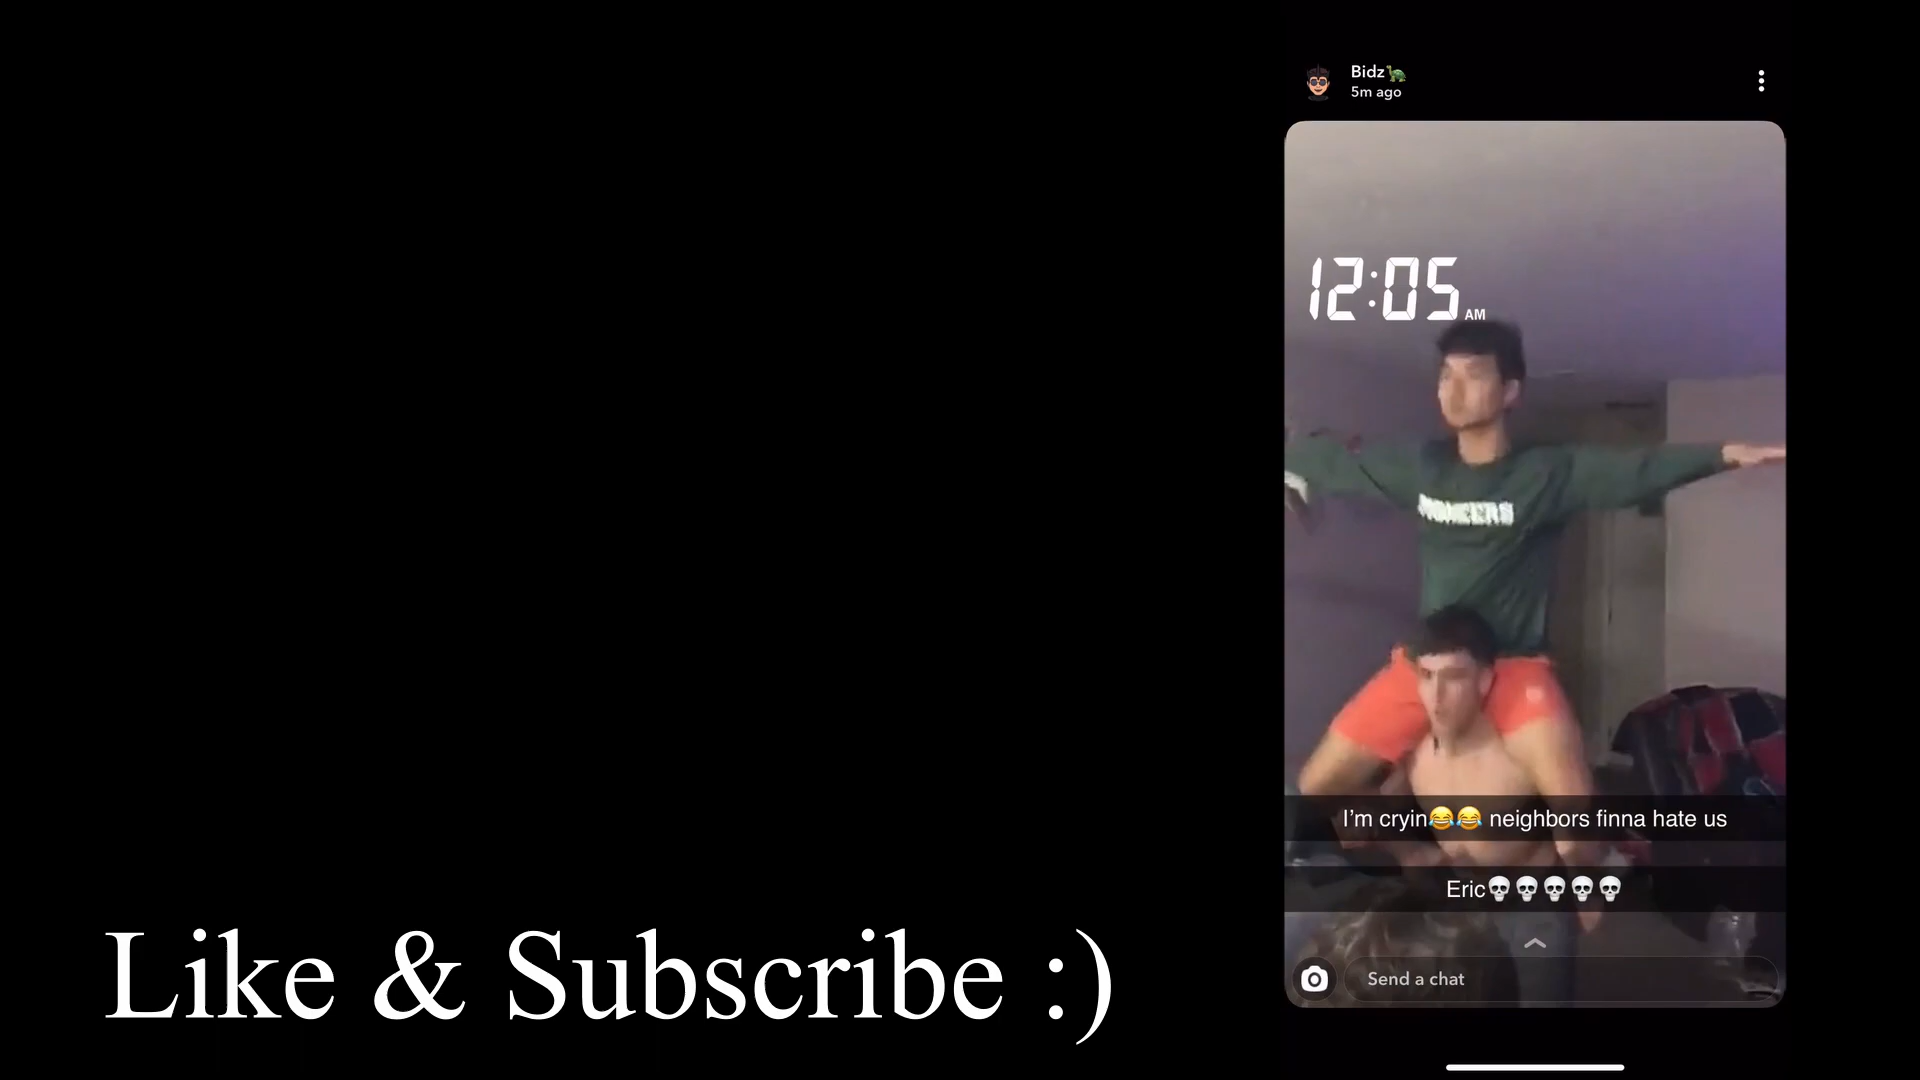 Bidz🐢
5m ago
12:05 AM
I’m cryin😂😂 neighbors finna hate us
Eric💀💀💀💀💀
Send a chat
Like & Subscribe :)